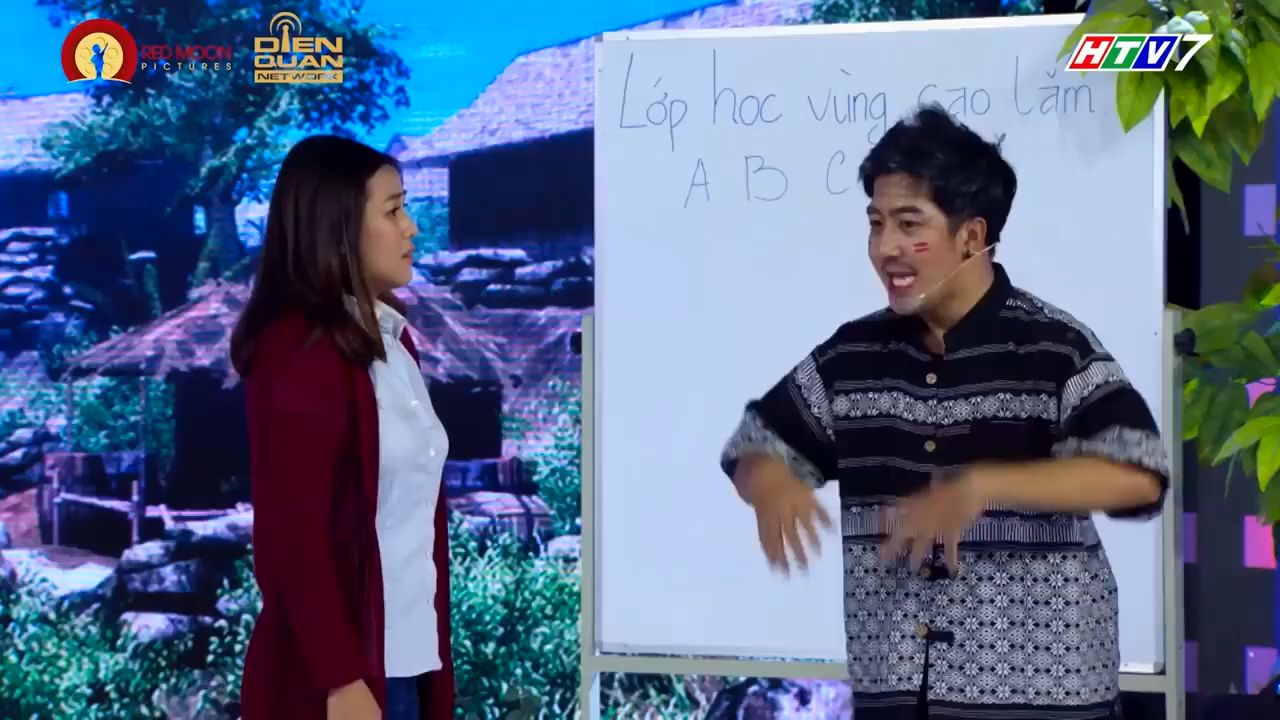 RED MOON
PICTURES
DIEN
QUAN
NETWORK
HTV7
Lớp học vùng cao lắm
A B C